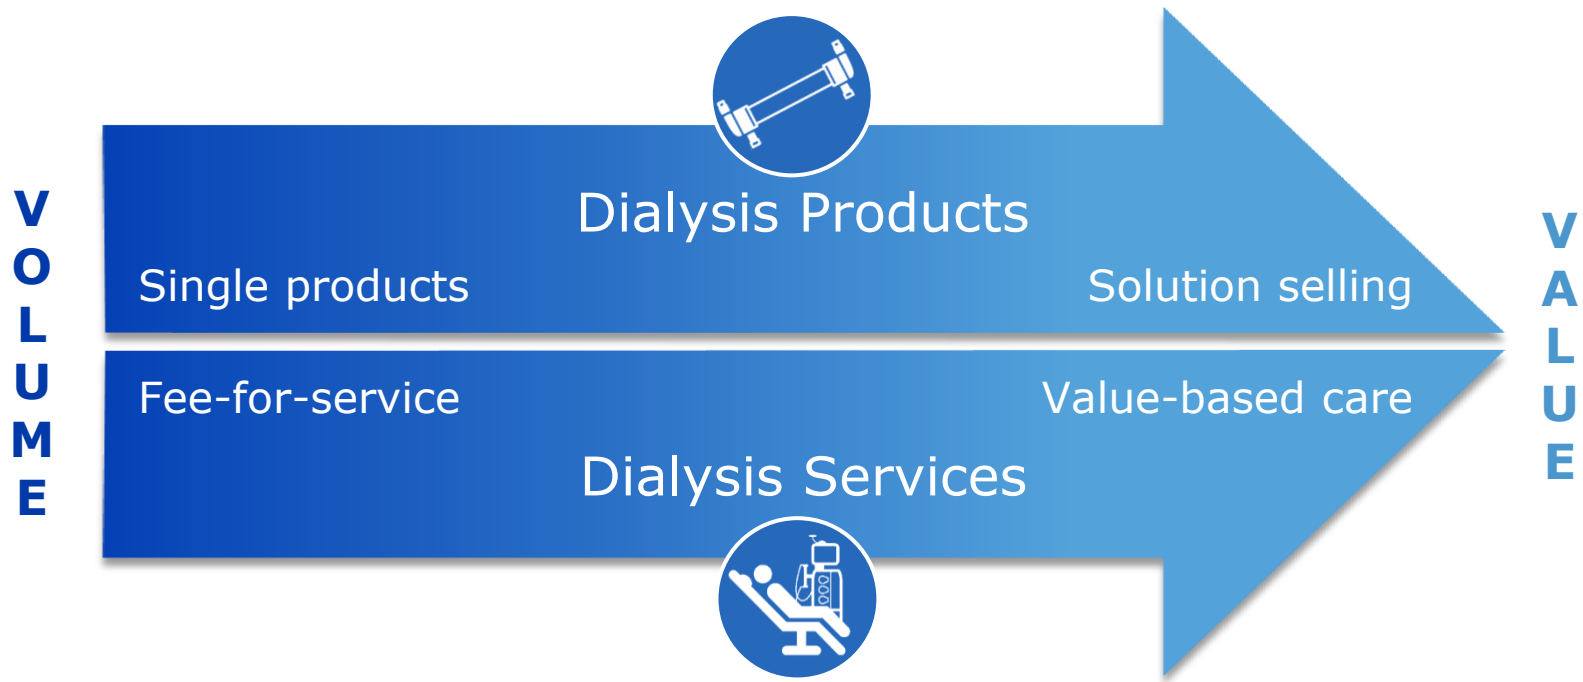 VOLUME
Dialysis Products
Single products
Solution selling
Fee-for-service
Value-based care
Dialysis Services
VALUE